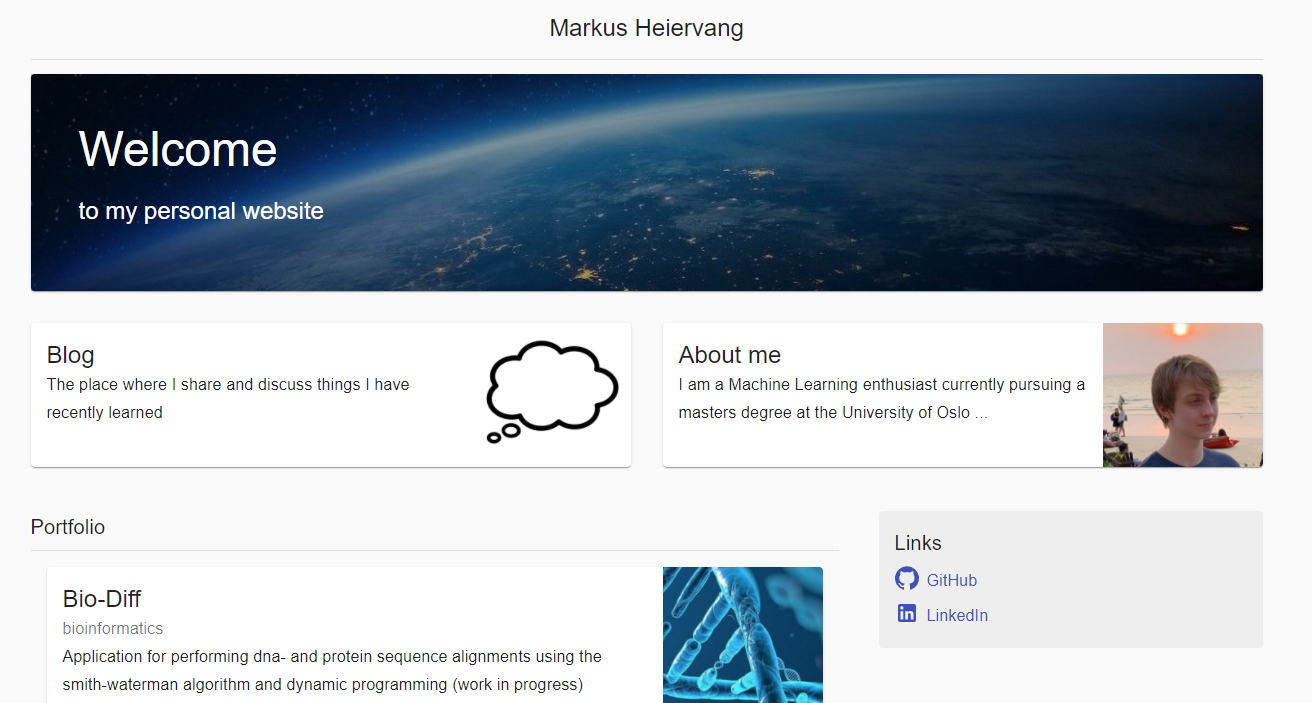 Markus Heiervang
Welcome
to my personal website
Blog
The place where I share and discuss things I have
recently learned
About me
I am a Machine Learning enthusiast currently pursuing a
masters degree at the University of Oslo ...
Portfolio
Bio-Diff
bioinformatics
Application for performing dna- and protein sequence alignments using the
smith-waterman algorithm and dynamic programming (work in progress)
Links
GitHub
LinkedIn